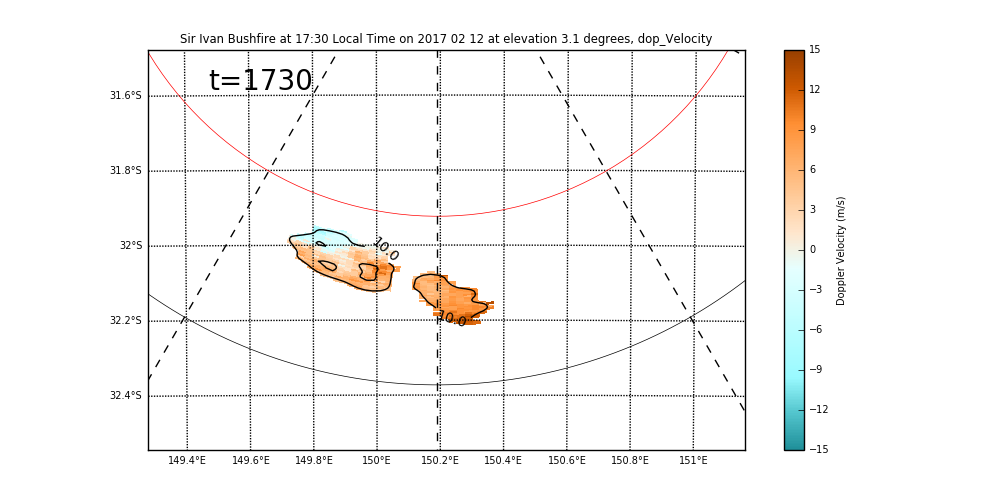 Sir Ivan Bushfire at 17:30 Local Time on 2017 02 12 at elevation 3.1 degrees, dop_Velocity
t=1730
31.6°S
31.8°S
32°S
32.2°S
32.4°S
149.4°E 149.6°E 149.8°E 150°E 150.2°E 150.4°E 150.6°E 150.8°E 151°E
10.0
10.0
15
12
9
6
3
0
−3
−6
−9
−12
−15
Doppler Velocity (m/s)